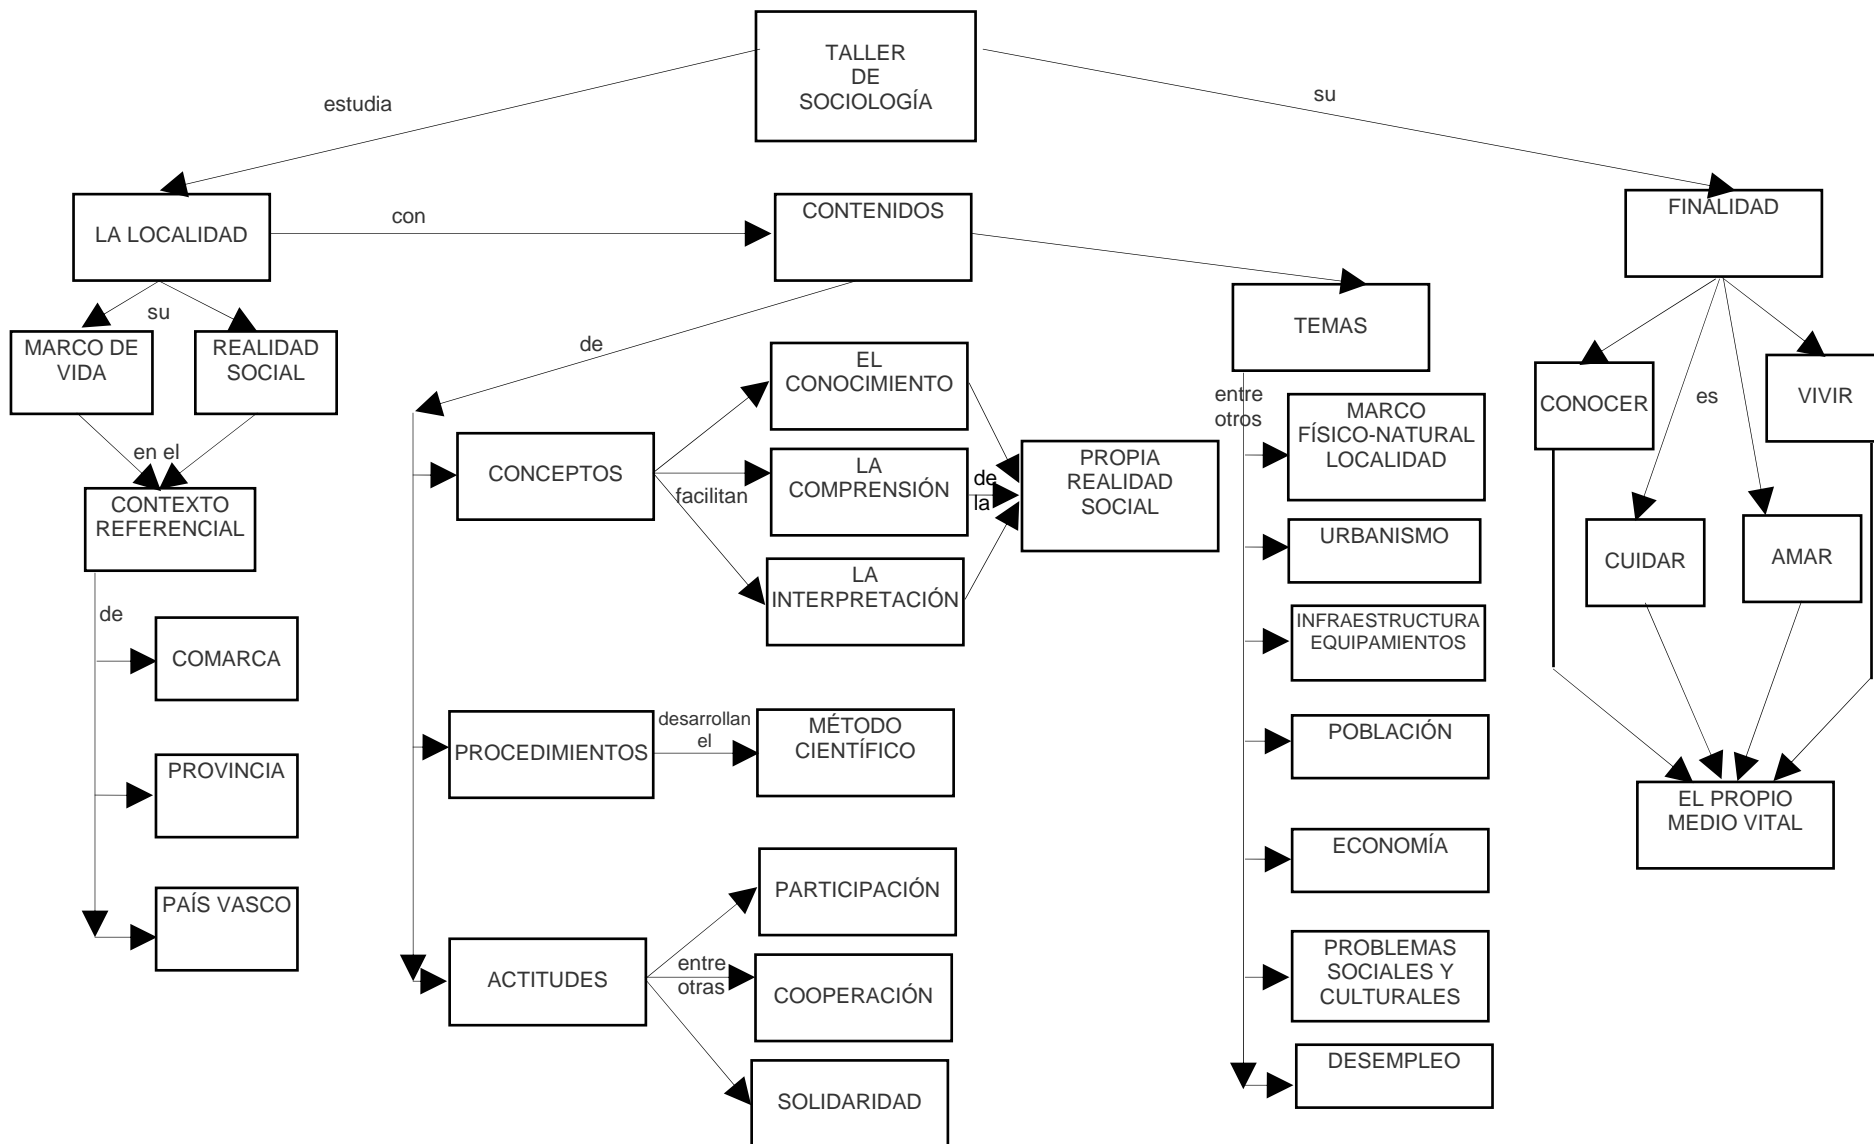 TALLER
DE
SOCIOLOGÍA
estudia
su
LA LOCALIDAD
con
CONTENIDOS
FINALIDAD
su
MARCO DE
VIDA
REALIDAD
SOCIAL
en el
CONTEXTO
REFERENCIAL
de
COMARCA
PROVINCIA
PAÍS VASCO
de
CONCEPTOS
facilitan
EL
CONOCIMIENTO
LA
COMPRENSIÓN
LA
INTERPRETACIÓN
de
la
PROPIA
REALIDAD
SOCIAL
PROCEDIMIENTOS
desarrollan
el
MÉTODO
CIENTÍFICO
ACTITUDES
entre
otras
PARTICIPACIÓN
COOPERACIÓN
SOLIDARIDAD
TEMAS
entre
otros
MARCO
FÍSICO-NATURAL
LOCALIDAD
URBANISMO
INFRAESTRUCTURA
EQUIPAMIENTOS
POBLACIÓN
ECONOMÍA
PROBLEMAS
SOCIALES Y
CULTURALES
DESEMPLEO
CONOCER
es
VIVIR
CUIDAR
AMAR
EL PROPIO
MEDIO VITAL